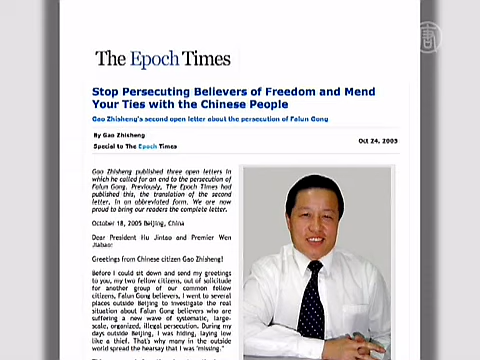 The Epoch Times
Stop Persecuting Believers of Freedom and Mend
Your Ties with the Chinese People
Gao Zhisheng's second open letter about the persecution of Falun Gong
By Gao Zhisheng
Special to The Epoch Times
Oct 24, 2005
Gao Zhisheng published three open letters in
which he called for an end to the persecution of
Falun Gong. Previously, The Epoch Times had
published this, the translation of the second
letter, in an abbreviated form. We are now
proud to bring our readers the complete letter.
October 18, 2005 Beijing, China
Dear President Hu Jintao and Premier Wen
Jiabao:
Greetings from Chinese citizen Gao Zhisheng!
Before I could sit down and send my greetings
to you, my two fellow citizens, out of solicitude
for another group of our common fellow
citizens, Falun Gong believers, I went to several
places outside Beijing to investigate the real
situation about Falun Gong believers who are
suffering a new wave of systematic, large-
scale, organized, illegal persecution. During my
days outside Beijing, I was hiding, laying low
like a thief. That's why many in the outside
world spread the hearsay that I was "missing."